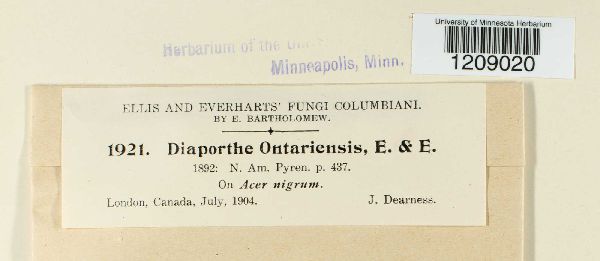 Herbarium of the
Minneapolis, Minn.
University of Minnesota Herbarium
1209020
ELLIS AND EVERHARTS' FUNGI COLUMBIANI.
BY E. BARTHOLOMEW.
1921. Diaporthe Ontariensis, E. & E.
1892: N. Am. Pyren. p. 437.
On Acer nigrum.
London, Canada, July, 1904. J. Dearness.